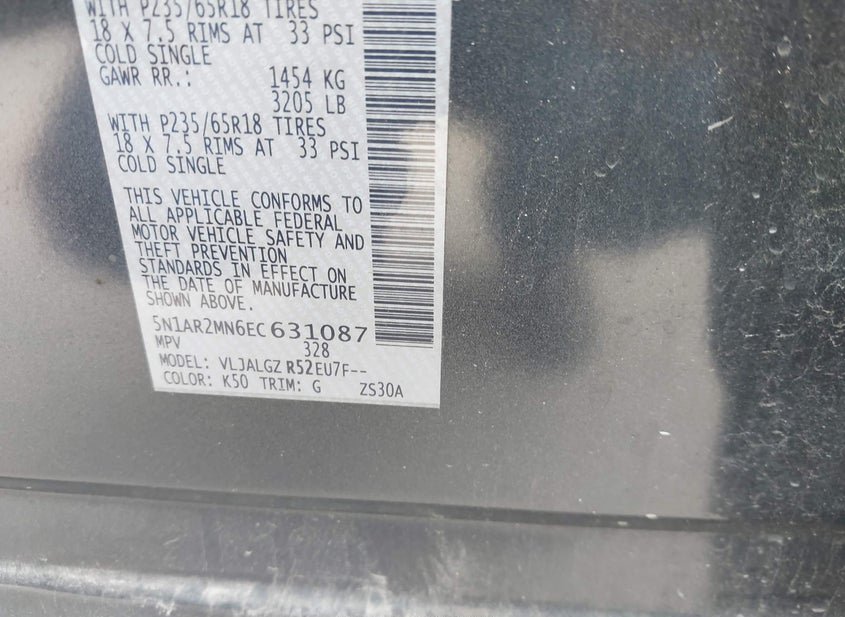 WITH P235/65R18 TIRES
18 X 7.5 RIMS AT 33 PSI
COLD SINGLE
GAWR RR.: 1454 KG
3205 LB
WITH P235/65R18 TIRES
18 X 7.5 RIMS AT 33 PSI
COLD SINGLE
THIS VEHICLE CONFORMS TO
ALL APPLICABLE FEDERAL
MOTOR VEHICLE SAFETY AND
THEFT PREVENTION
STANDARDS IN EFFECT ON
THE DATE OF MANUFACTURE
SHOWN ABOVE.
5N1AR2MN6EC 631087
MPV 328
MODEL: VLJALGZ R52EU7F--
COLOR: K50 TRIM: G ZS30A